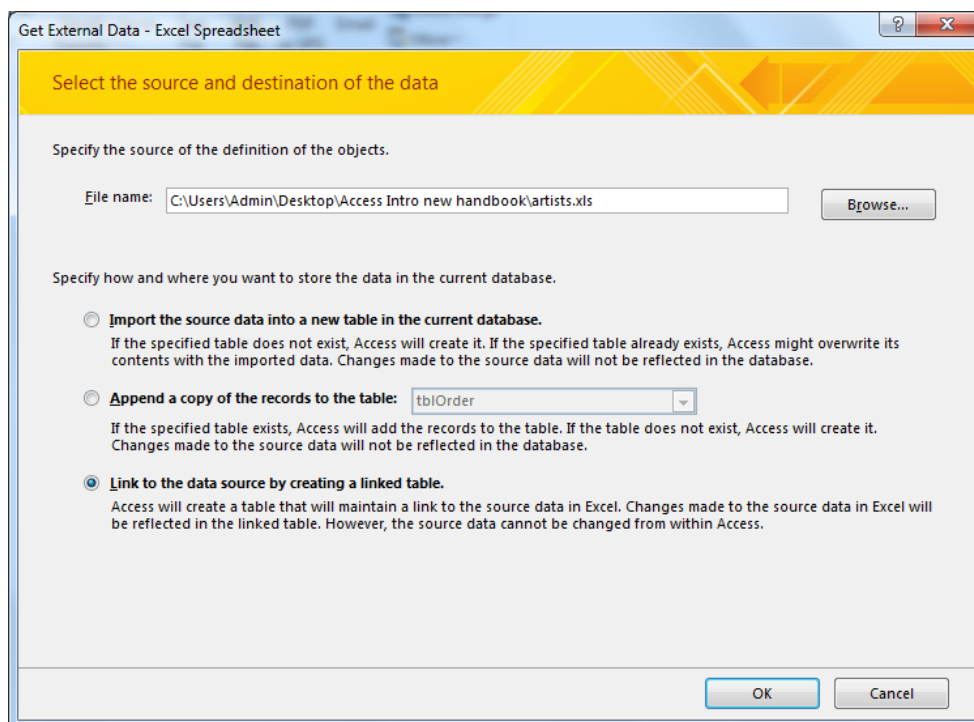 Get External Data - Excel Spreadsheet
Select the source and destination of the data
Specify the source of the definition of the objects.
File name: C:\Users\Admin\Desktop\Access Intro new handbook\artists.xls Browse...
Specify how and where you want to store the data in the current database.
Import the source data into a new table in the current database.
If the specified table does not exist, Access will create it. If the specified table already exists, Access might overwrite its
contents with the imported data. Changes made to the source data will not be reflected in the database.
Append a copy of the records to the table: tblOrder
If the specified table exists, Access will add the records to the table. If the table does not exist, Access will create it.
Changes made to the source data will not be reflected in the database.
Link to the data source by creating a linked table.
Access will create a table that will maintain a link to the source data in Excel. Changes made to the source data in Excel will
be reflected in the linked table. However, the source data cannot be changed from within Access.
OK Cancel